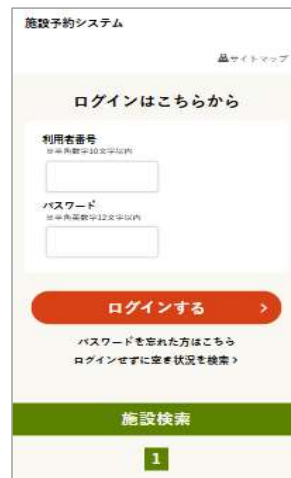 施設予約システム
サイトマップ
ログインはこちらから
利用者番号
※半角数字10文字以内
パスワード
※半角英数字12文字以内
ログインする
パスワードを忘れた方はこちら
ログインせずに空き状況を検索
施設検索
1